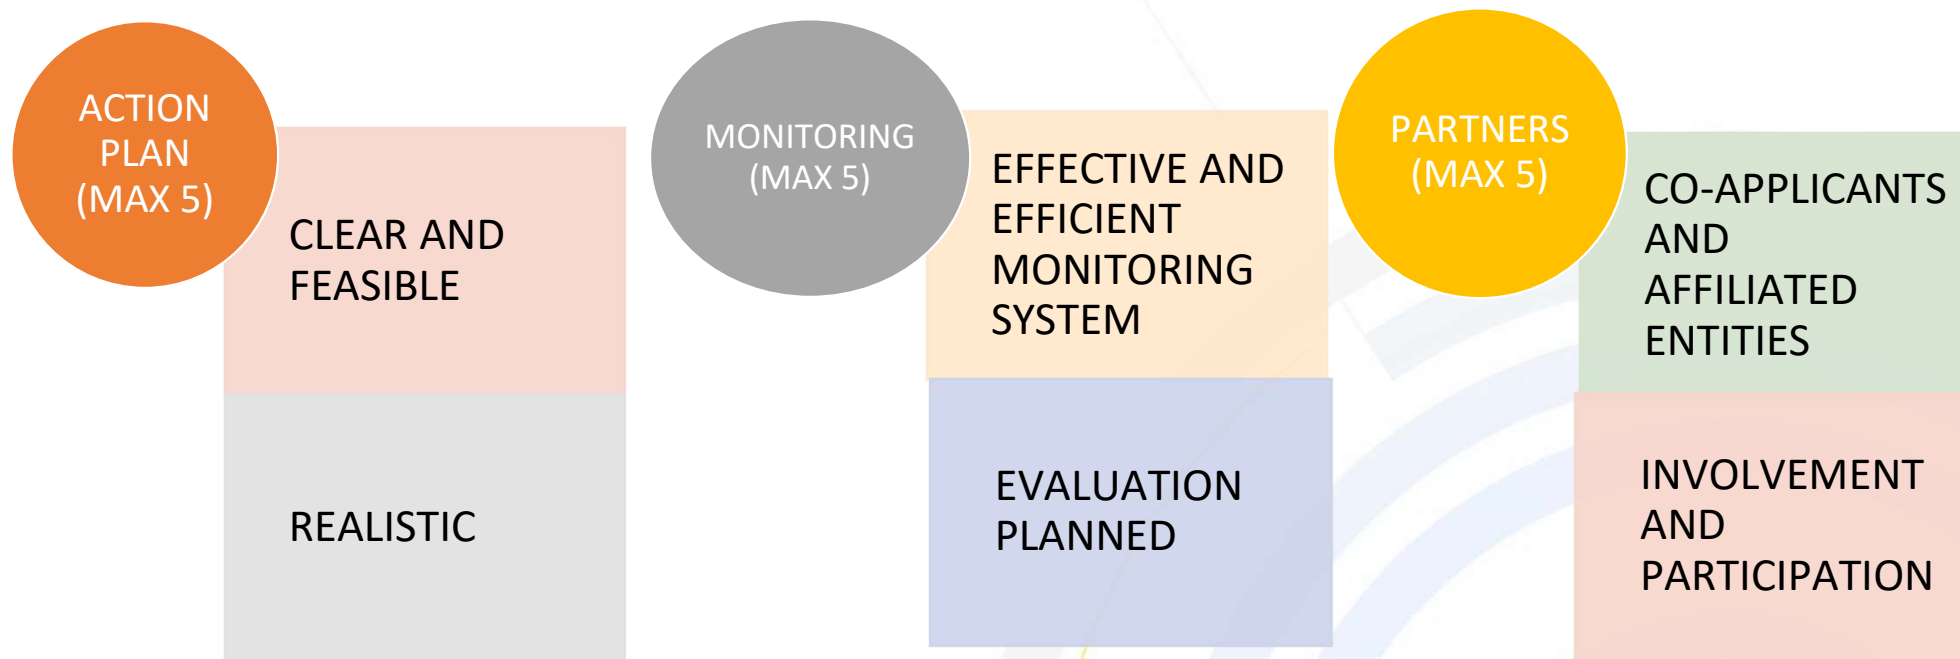 ACTION
PLAN
(MAX 5)
CLEAR AND
FEASIBLE
REALISTIC
MONITORING
(MAX 5)
EFFECTIVE AND
EFFICIENT
MONITORING
SYSTEM
EVALUATION
PLANNED
PARTNERS
(MAX 5)
CO-APPLICANTS
AND
AFFILIATED
ENTITIES
INVOLVEMENT
AND
PARTICIPATION